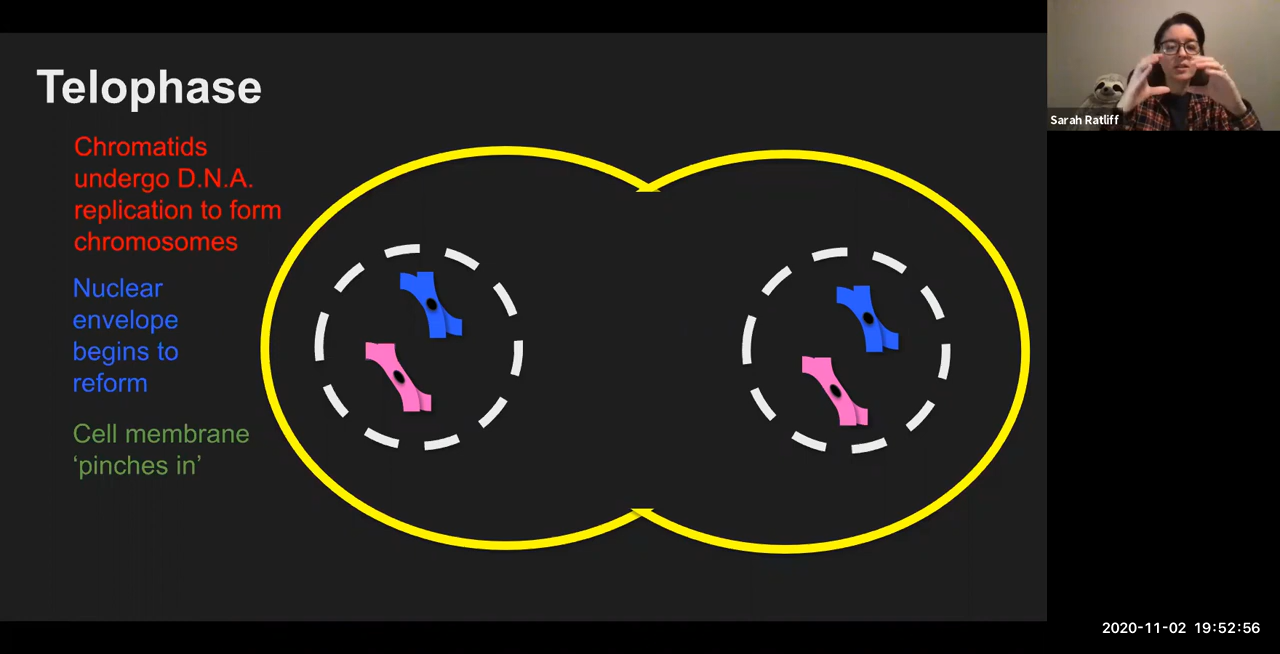 Telophase
Chromatids
undergo D.N.A.
replication to form
chromosomes
Nuclear
envelope
begins to
reform
Cell membrane
‘pinches in’
Sarah Ratliff
2020-11-02 19:52:56